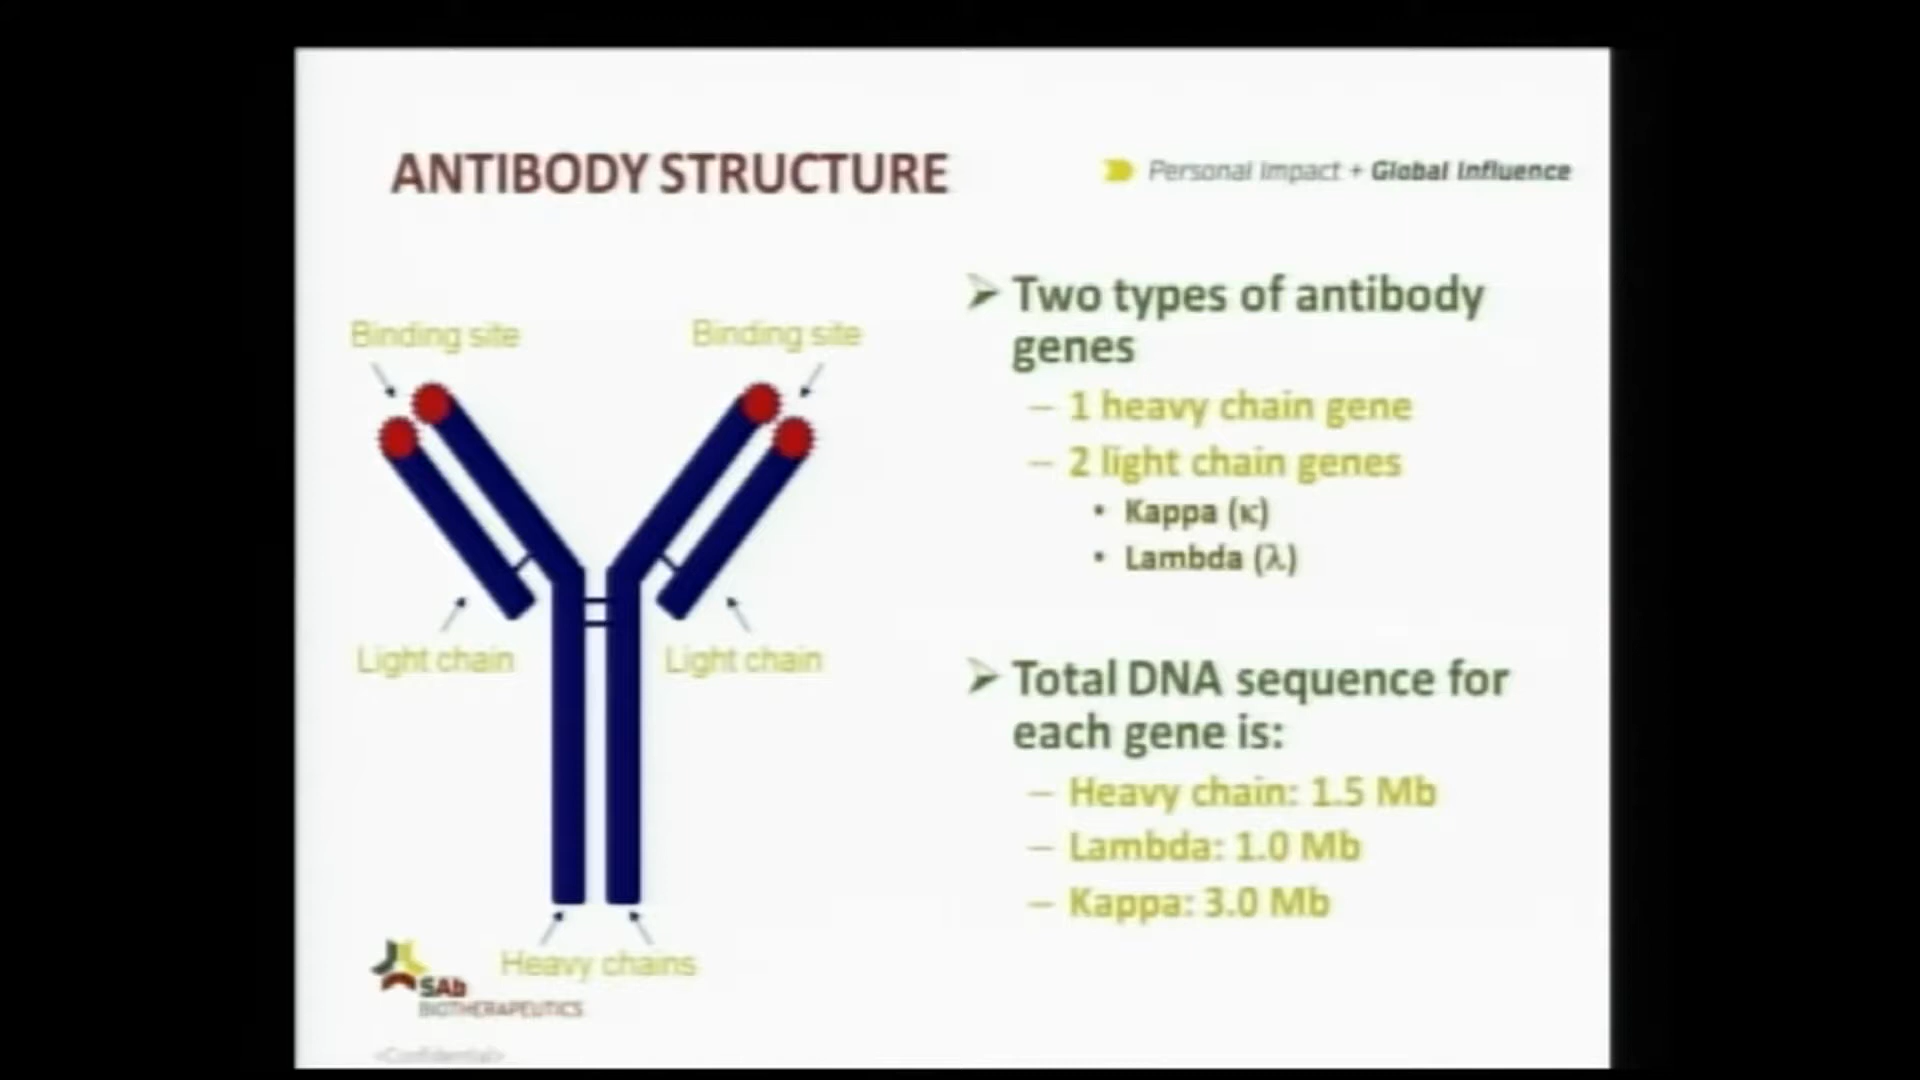 ANTIBODY STRUCTURE
Personal Impact + Global Influence
Binding site
Binding site
Light chain
Light chain
Heavy chains
➢ Two types of antibody
genes
– 1 heavy chain gene
– 2 light chain genes
• Kappa (κ)
• Lambda (λ)
➢ Total DNA sequence for
each gene is:
– Heavy chain: 1.5 Mb
– Lambda: 1.0 Mb
– Kappa: 3.0 Mb
SAb
BIOTHERAPEUTICS
<Confidential>